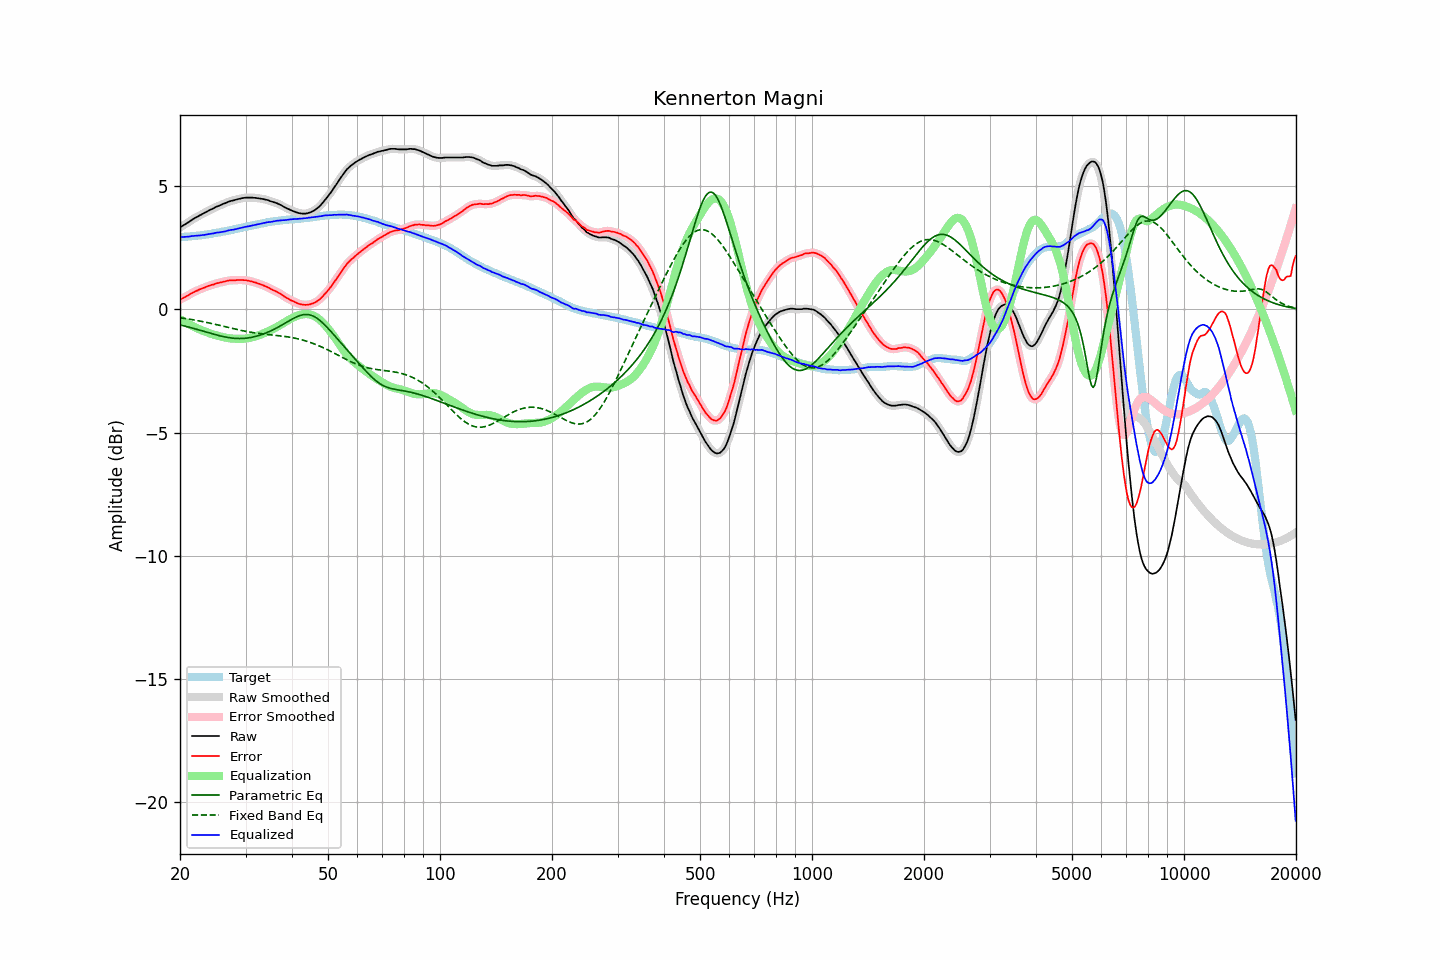 Kennerton Magni
Amplitude (dBr)
5
0
−5
−10
−15
−20
Target
Raw Smoothed
Error Smoothed
Raw
Error
Equalization
Parametric Eq
Fixed Band Eq
Equalized
20 50 100 200 500 1000 2000 5000 10000 20000
Frequency (Hz)